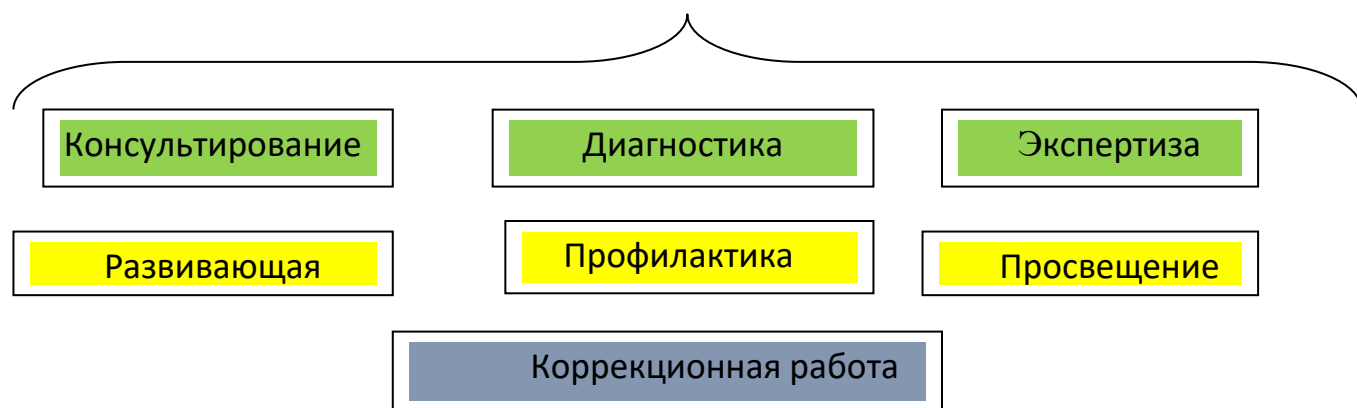 Консультирование
Диагностика
Экспертиза
Развивающая
Профилактика
Просвещение
Коррекционная работа